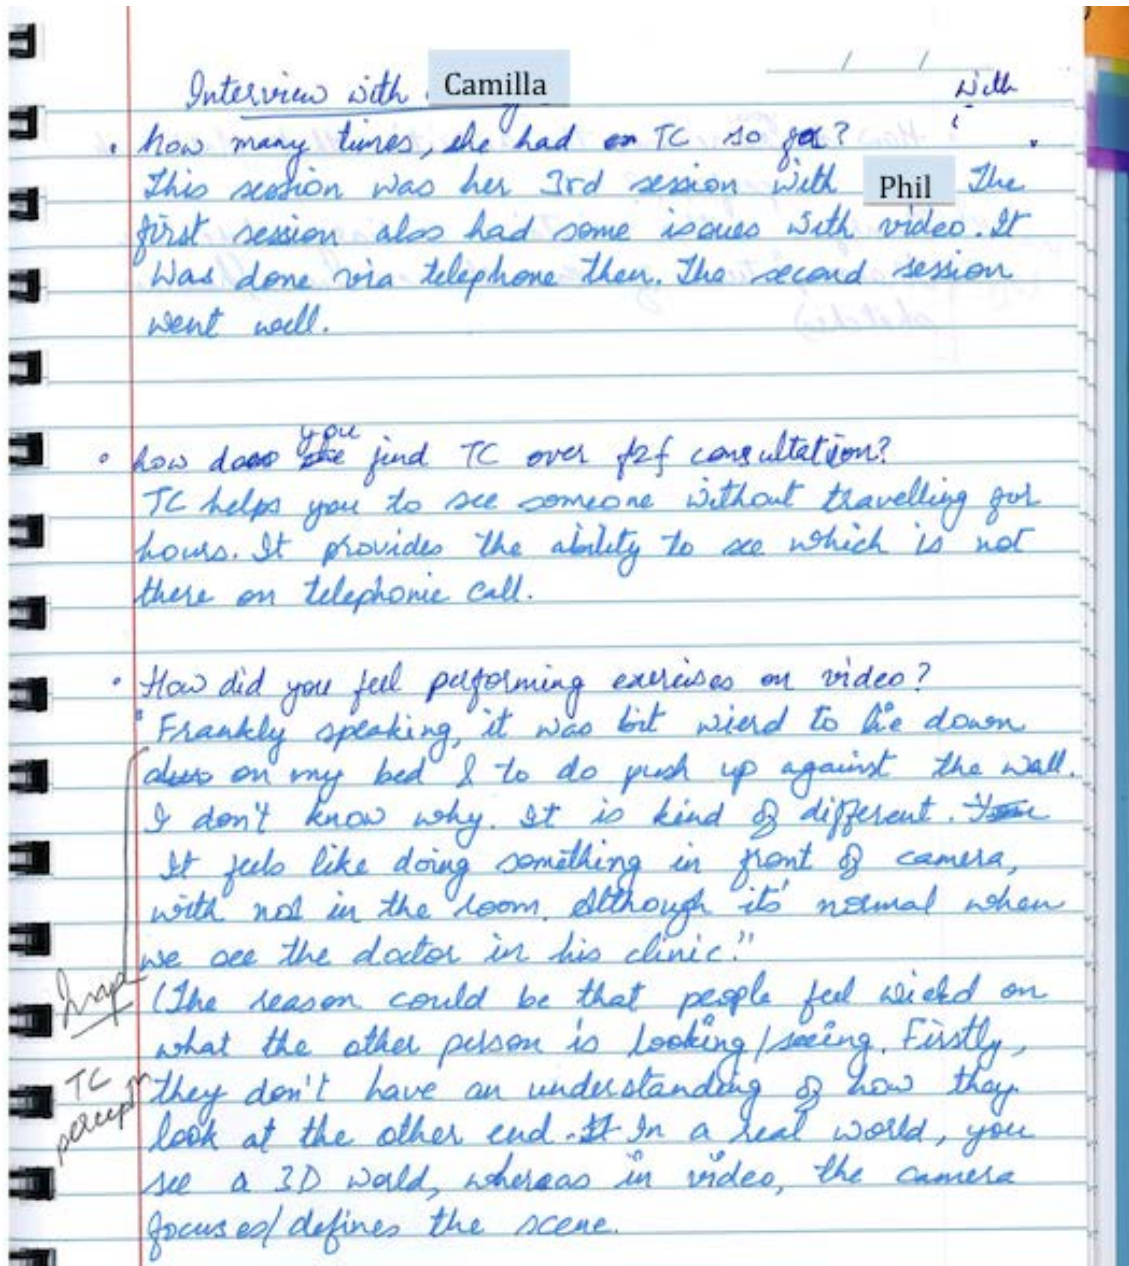 Interview with Camilla
with
how many times, she had TC so far?
This session was her 3rd session with Phil The
first session also had some issues with video. It
was done via telephone then. The second session
went well.
you
how does she find TC over f2f consultation?
TC helps you to see someone without travelling for
hours. It provides the ability to see which is not
there on telephonic call.
How did you feel performing exercises on video?
"Frankly speaking, it was bit wierd to lie down
on my bed & to do push up against the wall.
I don't know why. It is kind of different.
It feels like doing something in front of camera,
with not in the room. Although its normal when
we see the doctor in his clinic."
Imp
(The reason could be that people feel wierd on
what the other person is looking/seeing. Firstly,
TC
perception
they don't have an understanding of how they
look at the other end. It In a real world, you
see a 3D world, whereas in video, the camera
focuses/defines the scene.